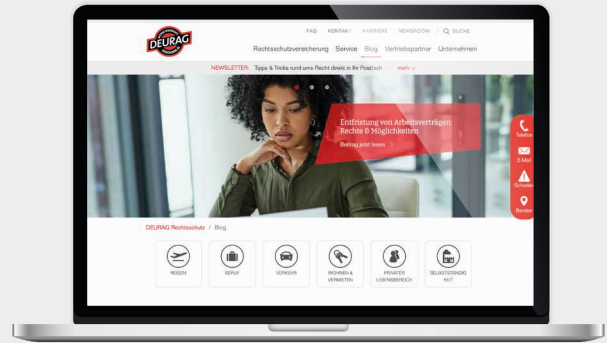 DEURAG
FAQ KONTAKT KARRIERE NEWSROOM / SUCHE
Rechtsschutzversicherung Service Blog Vertriebspartner Unternehmen
NEWSLETTER: Tipps & Tricks rund ums Recht direkt in Ihr Postfach mehr >
Entfristung von Arbeitsverträgen:
Rechte & Möglichkeiten
Beitrag jetzt lesen >
Telefon
E-Mail
Schaden
Berater
DEURAG Rechtsschutz / Blog
REISEN
BERUF
VERKEHR
WOHNEN &
VERMIETEN
PRIVATER
LEBENSBEREICH
SELBSTSTÄNDIG
KEIT